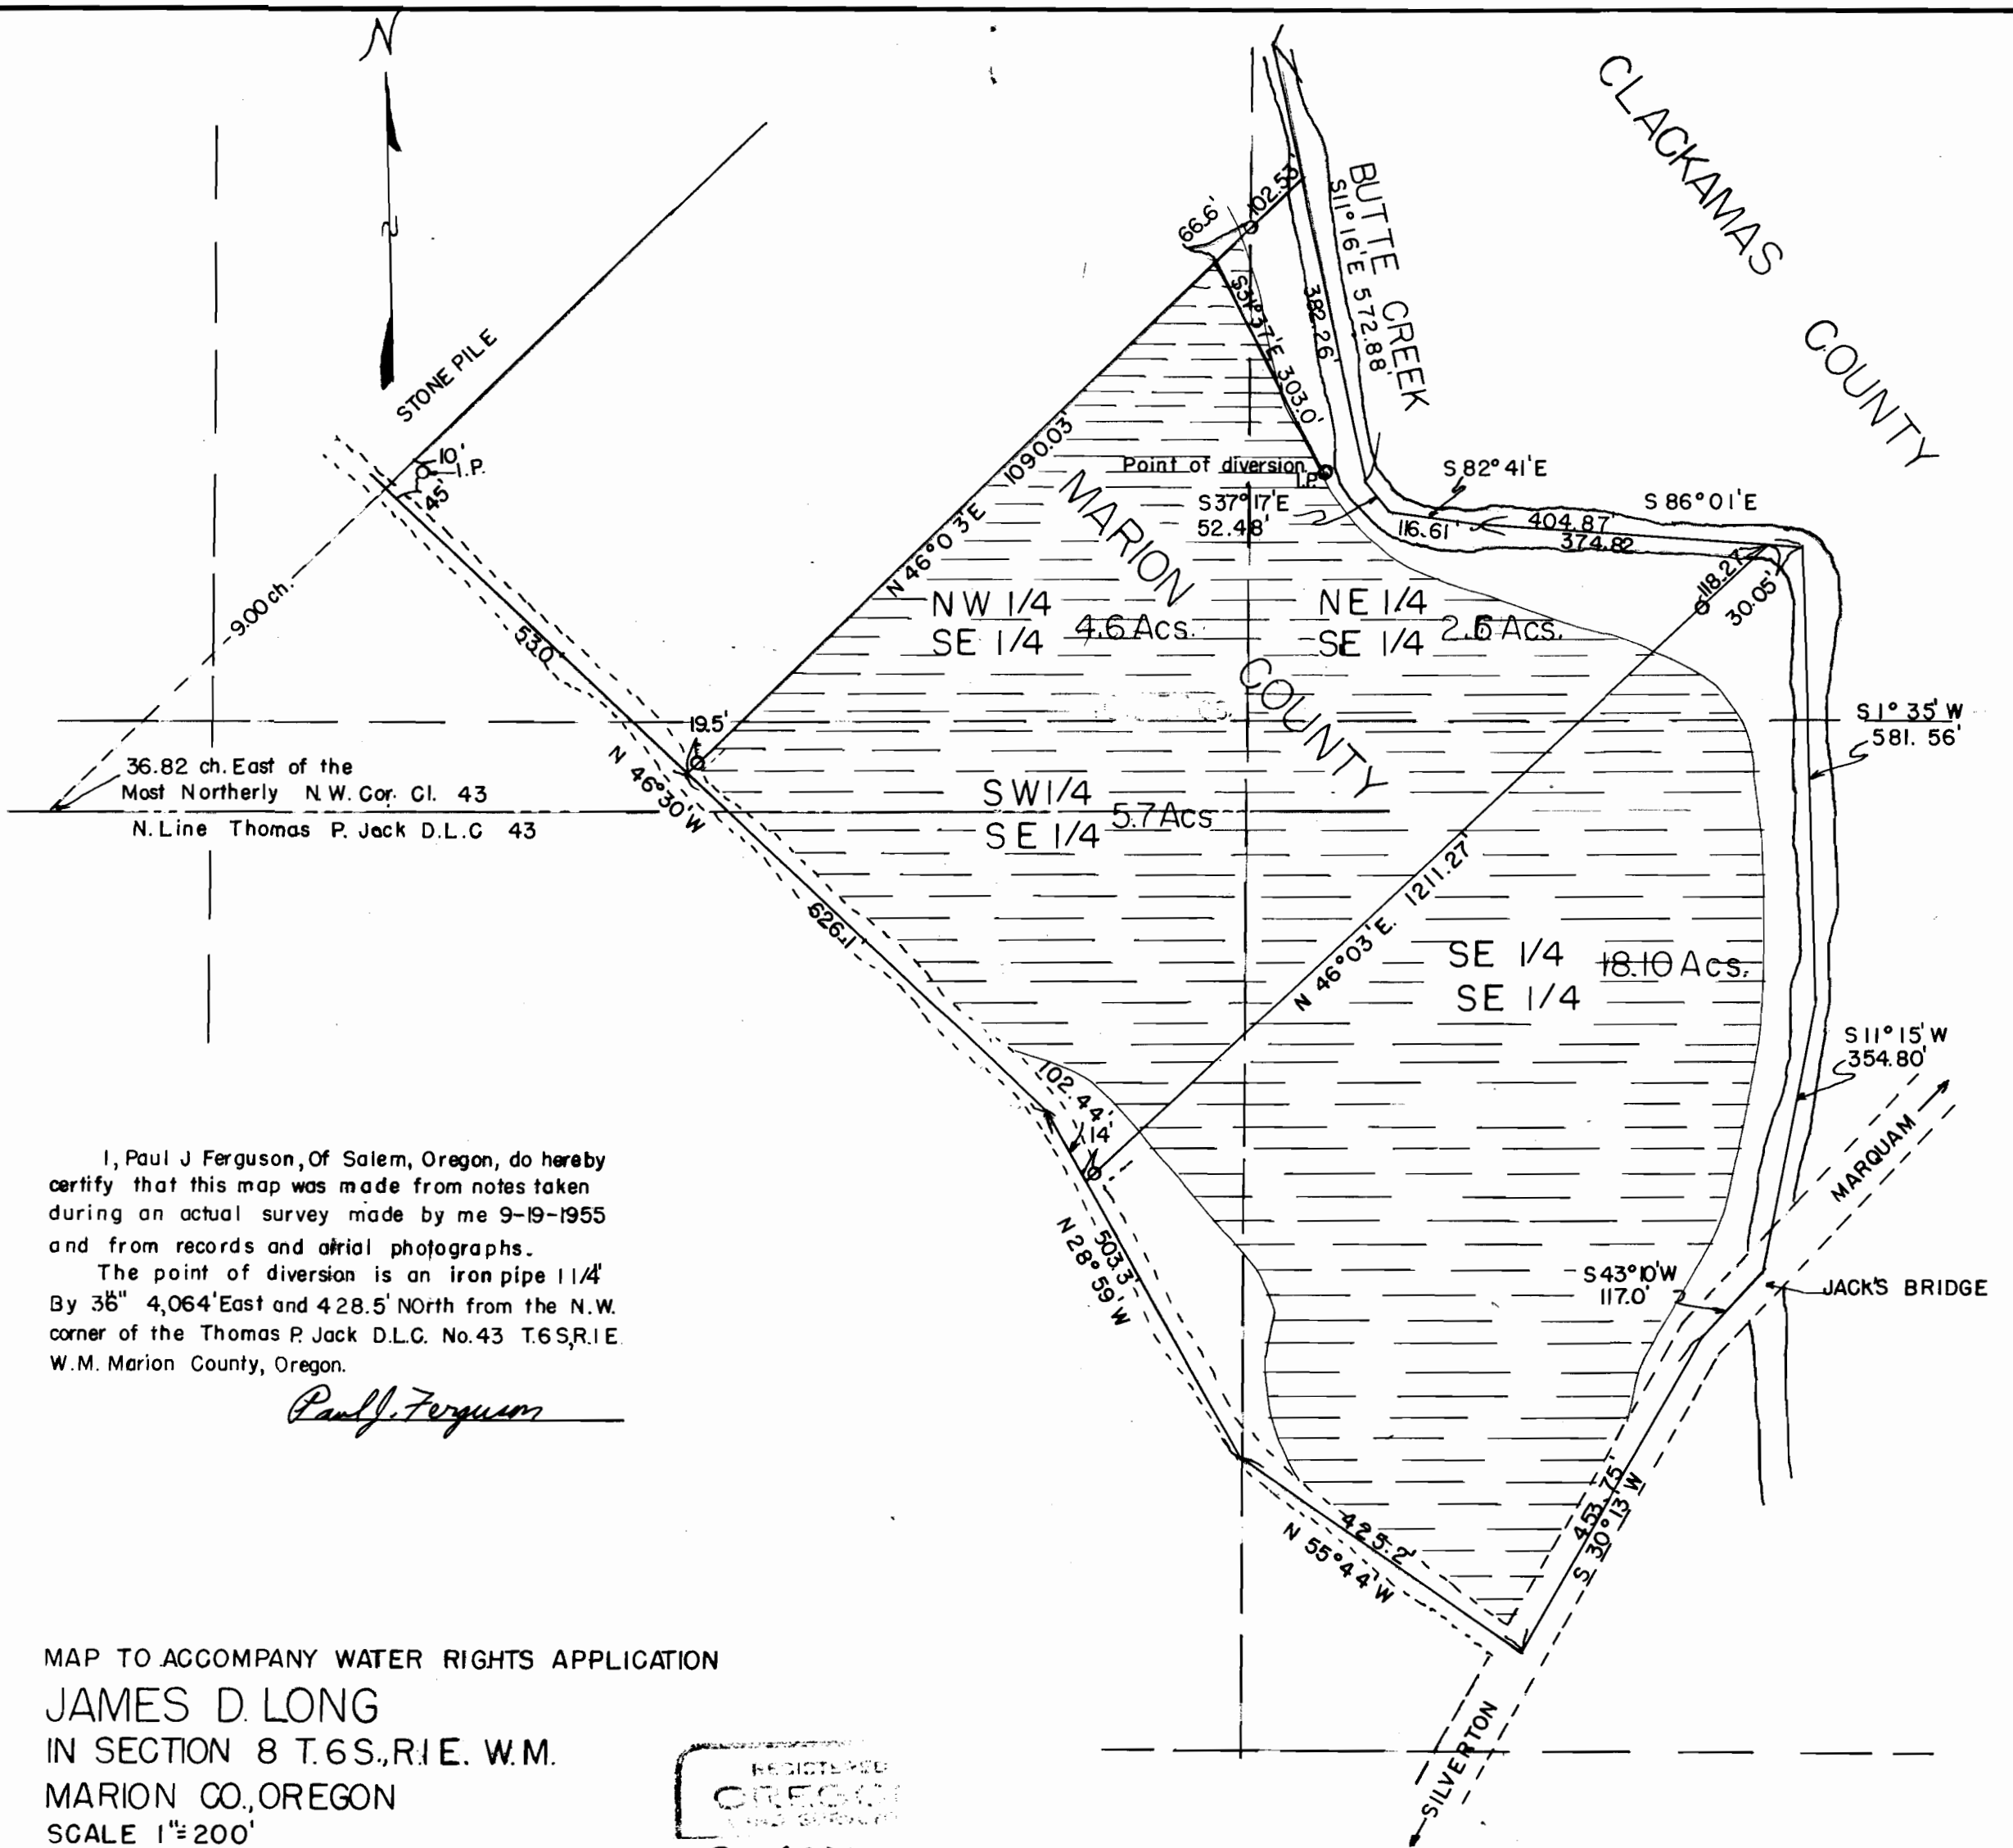 N
CLACKAMAS
COUNTY
BUTTE CREEK
S11°16'E 572.88'
102.5'
66.6'
382.26'
S31°37'E 303.0'
STONE PILE
10'
I.P.
45'
9.00 ch.
53.0'
N 46°03'E 1090.03'
Point of diversion
I.P.
S37°17'E
52.48'
S 82°41'E
116.61'
S 86°01'E
404.87'
374.82
118.27'
30.05'
MARION
COUNTY
NW 1/4
SE 1/4
4.6 Acs.
NE 1/4
SE 1/4
2.6 Acs.
19.5'
S1°35'W
581.56'
36.82 ch. East of the
Most Northerly N.W. Cor. Cl. 43
N. Line Thomas P. Jack D.L.C 43
N 46°30'W
SW1/4
SE 1/4
5.7 Acs
626.1'
N 46°03'E. 1211.27'
SE 1/4
SE 1/4
18.10 Acs.
S11°15'W
354.80'
102.44'
14'
MARQUAM
503.3'
N28°59'W
S43°10'W
117.0'
JACK'S BRIDGE
I, Paul J Ferguson, Of Salem, Oregon, do hereby
certify that this map was made from notes taken
during an actual survey made by me 9-19-1955
and from records and airial photographs.
The point of diversion is an iron pipe 1 1/4"
By 36" 4,064' East and 428.5' NOrth from the N.W.
corner of the Thomas P. Jack D.L.C. No.43 T.6S,R.1E.
W.M. Marion County, Oregon.
Paul J. Ferguson
425.2'
N 55°44'W
453.75'
S 30°13'W
SILVERTON
MAP TO ACCOMPANY WATER RIGHTS APPLICATION
JAMES D. LONG
IN SECTION 8 T.6S.,R.1E. W.M.
MARION CO., OREGON
SCALE 1"=200'
REGISTERED